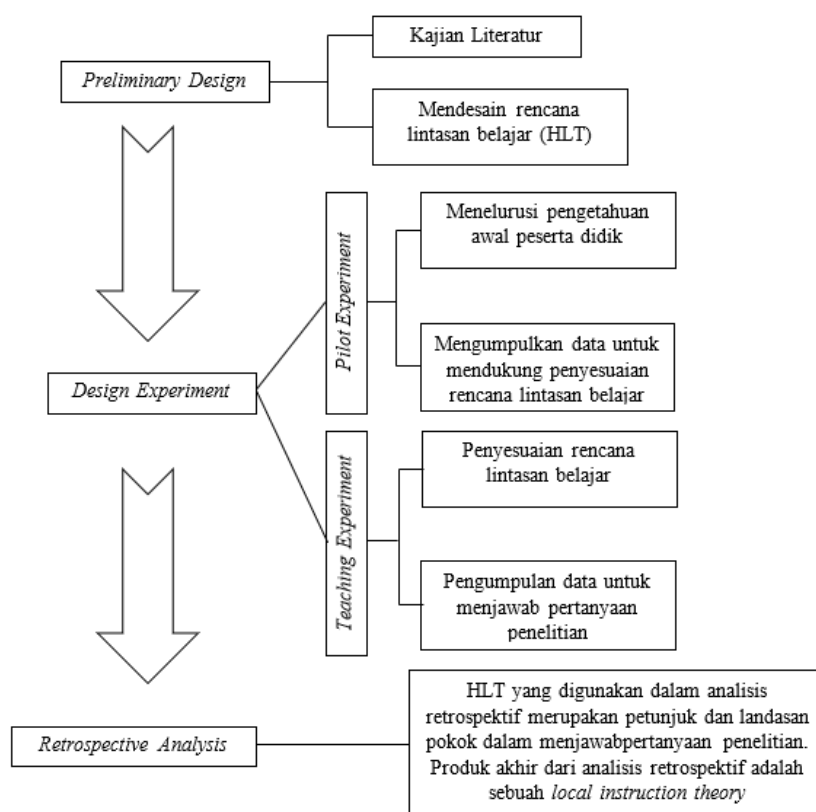 Kajian Literatur
Preliminary Design
Mendesain rencana
lintasan belajar (HLT)
Pilot Experiment
Menelurusi pengetahuan
awal peserta didik
Mengumpulkan data untuk
mendukung penyesuaian
rencana lintasan belajar
Design Experiment
Teaching Experiment
Penyesuaian rencana
lintasan belajar
Pengumpulan data untuk
menjawab pertanyaan
penelitian
Retrospective Analysis
HLT yang digunakan dalam analisis
retrospektif merupakan petunjuk dan landasan
pokok dalam menjawabpertanyaan penelitian.
Produk akhir dari analisis retrospektif adalah
sebuah local instruction theory